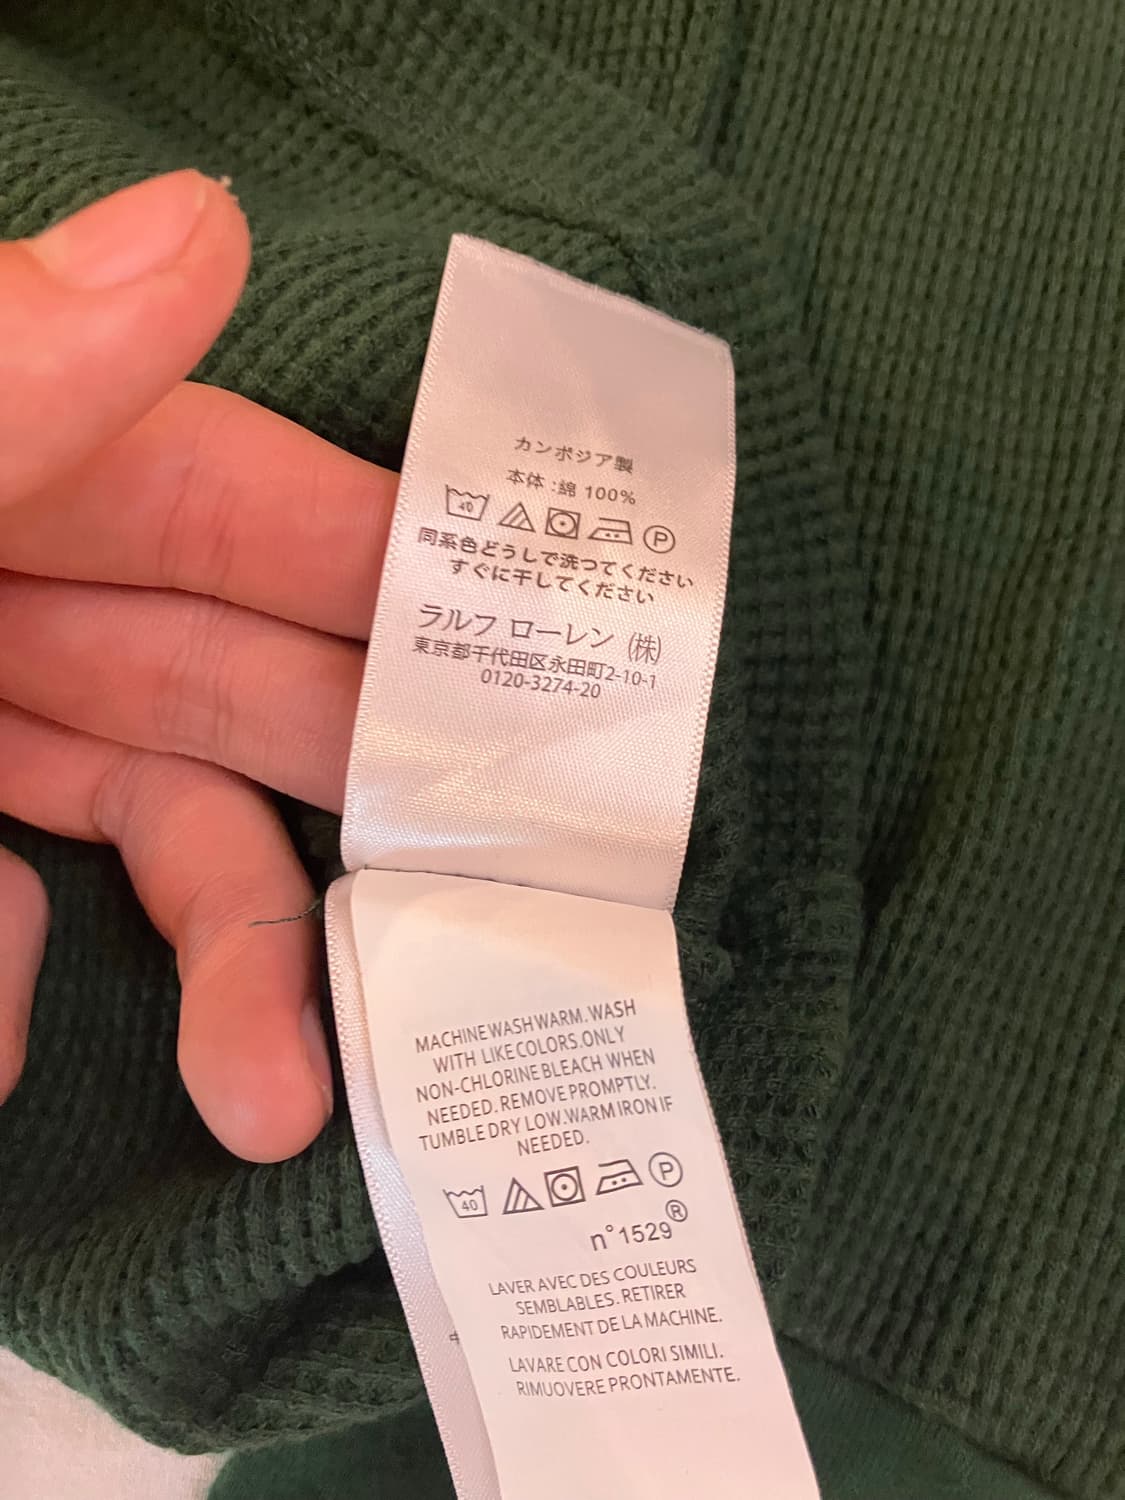 カンボジア製
本体 :綿 100%
40 P
同系色どうしで洗つてください
すぐに干してください
ラルフ ローレン (株)
東京都千代田区永田町2-10-1
0120-3274-20
MACHINE WASH WARM. WASH
WITH LIKE COLORS. ONLY
NON-CHLORINE BLEACH WHEN
NEEDED. REMOVE PROMPTLY.
TUMBLE DRY LOW. WARM IRON IF
NEEDED.
40 P
n°1529®
LAVER AVEC DES COULEURS
SEMBLABLES. RETIRER
RAPIDEMENT DE LA MACHINE.
LAVARE CON COLORI SIMILI.
RIMUOVERE PRONTAMENTE.